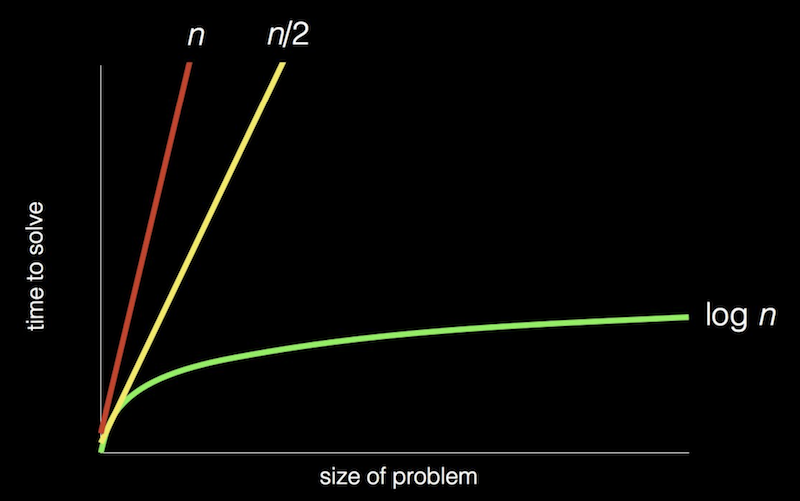 n
n/2
time to solve
log n
size of problem